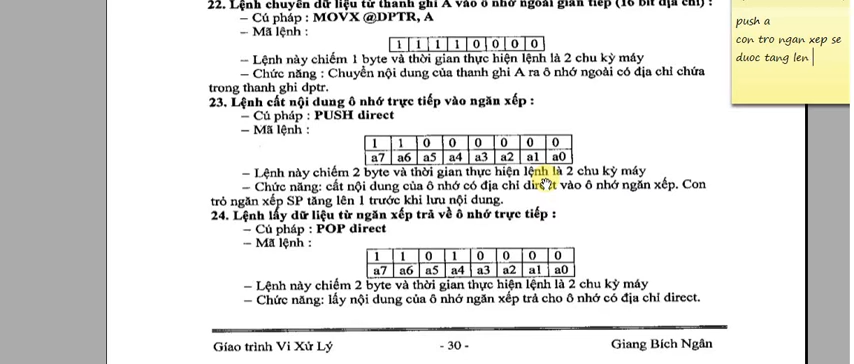 22. Lệnh chuyển dữ liệu từ thanh ghi A vào ô nhớ ngoài gián tiếp (16 bit địa chỉ) :
– Cú pháp : MOVX @DPTR, A
– Mã lệnh :
1 1 1 1 0 0 0 0
– Lệnh này chiếm 1 byte và thời gian thực hiện lệnh là 2 chu kỳ máy
– Chức năng : Chuyển nội dung của thanh ghi A ra ô nhớ ngoài có địa chỉ chứa
trong thanh ghi dptr.
23. Lệnh cất nội dung ô nhớ trực tiếp vào ngăn xếp :
– Cú pháp : PUSH direct
– Mã lệnh :
1 1 0 0 0 0 0 0
a7 a6 a5 a4 a3 a2 a1 a0
– Lệnh này chiếm 2 byte và thời gian thực hiện lệnh là 2 chu kỳ máy
– Chức năng: cất nội dung của ô nhớ có địa chỉ direct vào ô nhớ ngăn xếp. Con
trỏ ngăn xếp SP tăng lên 1 trước khi lưu nội dung.
24. Lệnh lấy dữ liệu từ ngăn xếp trả về ô nhớ trực tiếp :
– Cú pháp : POP direct
– Mã lệnh :
1 1 0 1 0 0 0 0
a7 a6 a5 a4 a3 a2 a1 a0
– Lệnh này chiếm 2 byte và thời gian thực hiện lệnh là 2 chu kỳ máy
– Chức năng: lấy nội dung của ô nhớ ngăn xếp trả cho ô nhớ có địa chỉ direct.
Giáo trình Vi Xử Lý - 30 - Giang Bích Ngân
push a
con tro ngan xep se
duoc tang len